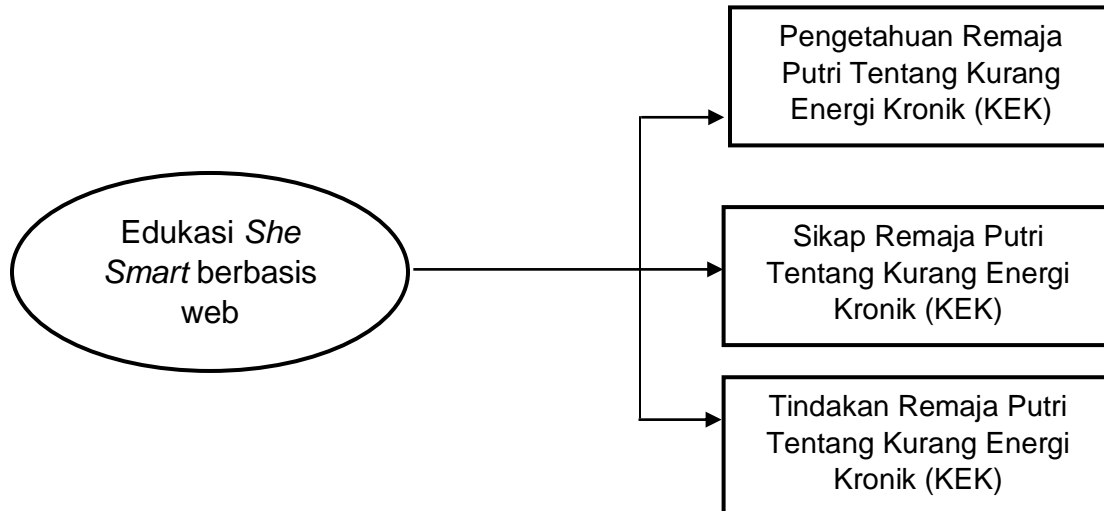 Pengetahuan Remaja
Putri Tentang Kurang
Energi Kronik (KEK)
Edukasi She
Smart berbasis
web
Sikap Remaja Putri
Tentang Kurang Energi
Kronik (KEK)
Tindakan Remaja Putri
Tentang Kurang Energi
Kronik (KEK)